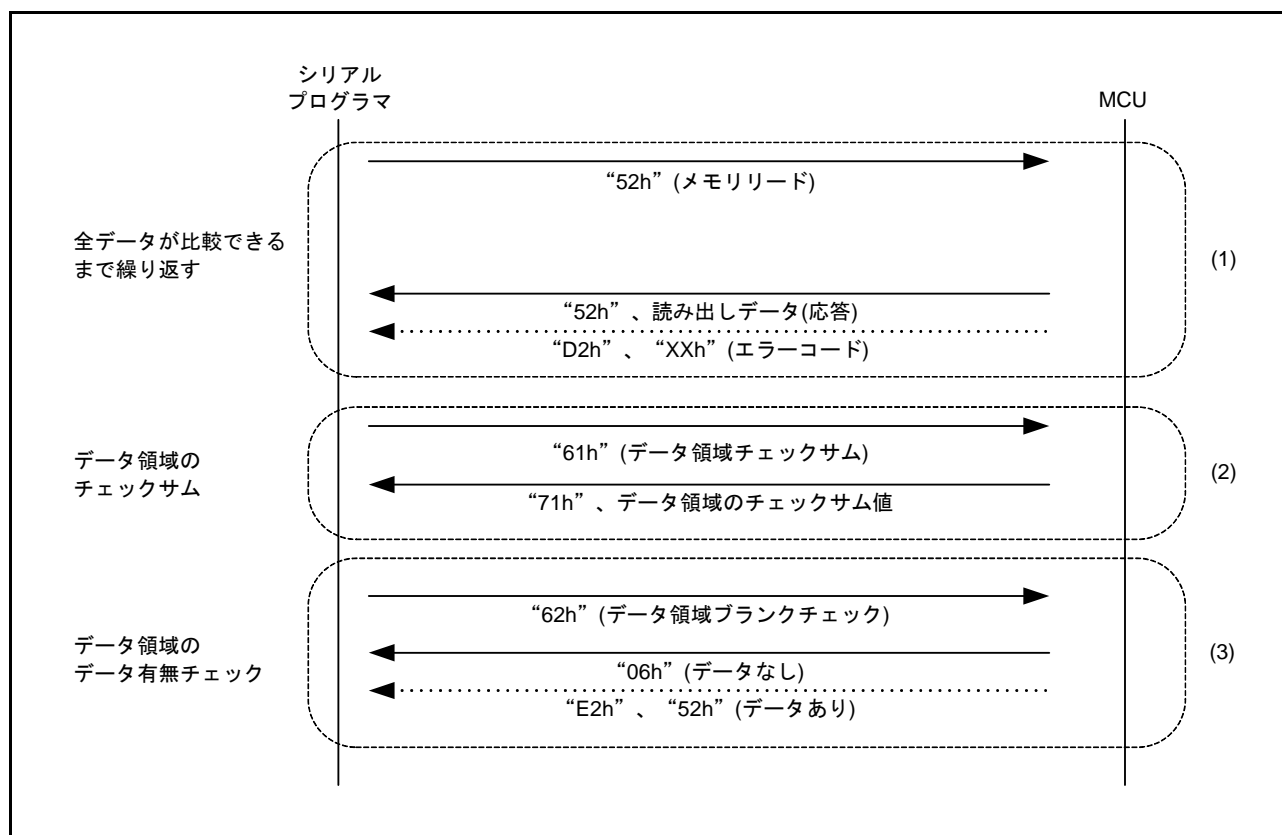 シリアル
プログラマ
MCU
“52h” (メモリリード)
全データが比較できる
まで繰り返す
(1)
“52h” 、読み出しデータ(応答)
“D2h” 、 “XXh” (エラーコード)
“61h” (データ領域チェックサム)
データ領域の
チェックサム
(2)
“71h” 、データ領域のチェックサム値
“62h” (データ領域ブランクチェック)
データ領域の
データ有無チェック
(3)
“06h” (データなし)
“E2h” 、 “52h” (データあり)